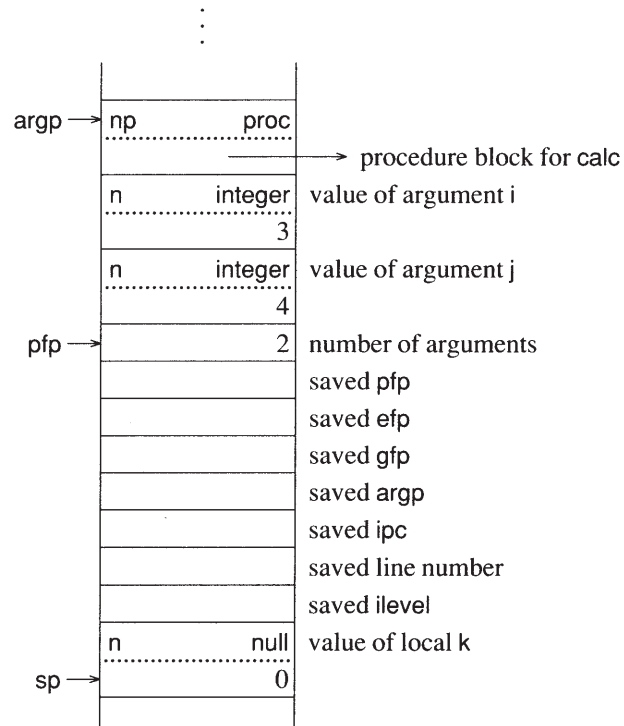 argp np proc
procedure block for calc
n integer value of argument i
3
n integer value of argument j
4
pfp 2 number of arguments
saved pfp
saved efp
saved gfp
saved argp
saved ipc
saved line number
saved ilevel
n null value of local k
sp 0